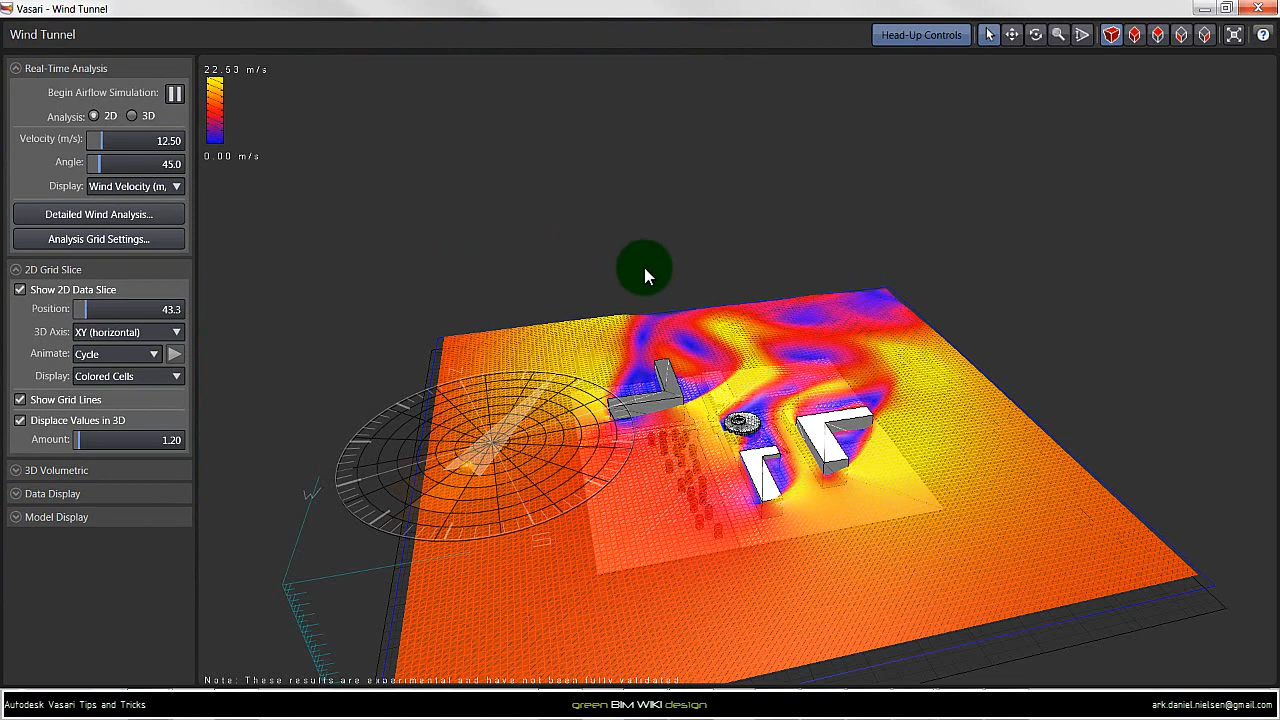 Vasari - Wind Tunnel
Wind Tunnel
Head-Up Controls
Real-Time Analysis
Begin Airflow Simulation:
Analysis: 2D 3D
Velocity (m/s): 12.50
Angle: 45.0
Display: Wind Velocity (m,
Detailed Wind Analysis...
Analysis Grid Settings...
2D Grid Slice
Show 2D Data Slice
Position: 43.3
3D Axis: XY (horizontal)
Animate: Cycle
Display: Colored Cells
Show Grid Lines
Displace Values in 3D
Amount: 1.20
3D Volumetric
Data Display
Model Display
22.53 m/s
0.00 m/s
W
S
Note: These results are experimental and have not been fully validated
Autodesk Vasari Tips and Tricks
green BIM WIKI design
ark.daniel.nielsen@gmail.com